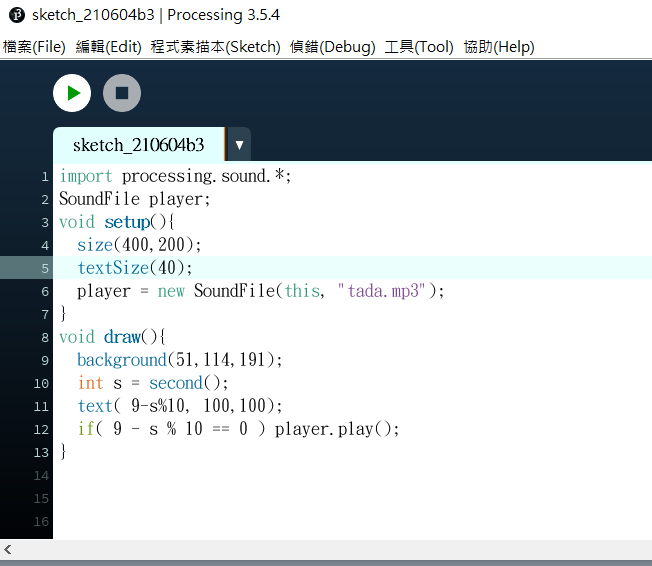 sketch_210604b3 | Processing 3.5.4
檔案(File) 編輯(Edit) 程式素描本(Sketch) 偵錯(Debug) 工具(Tool) 協助(Help)
sketch_210604b3 ▼
1 import processing.sound.*;
2 SoundFile player;
3 void setup(){
4   size(400,200);
5   textSize(40);
6   player = new SoundFile(this, "tada.mp3");
7 }
8 void draw(){
9   background(51,114,191);
10   int s = second();
11   text( 9-s%10, 100,100);
12   if( 9 - s % 10 == 0 ) player.play();
13 }
14
15
16